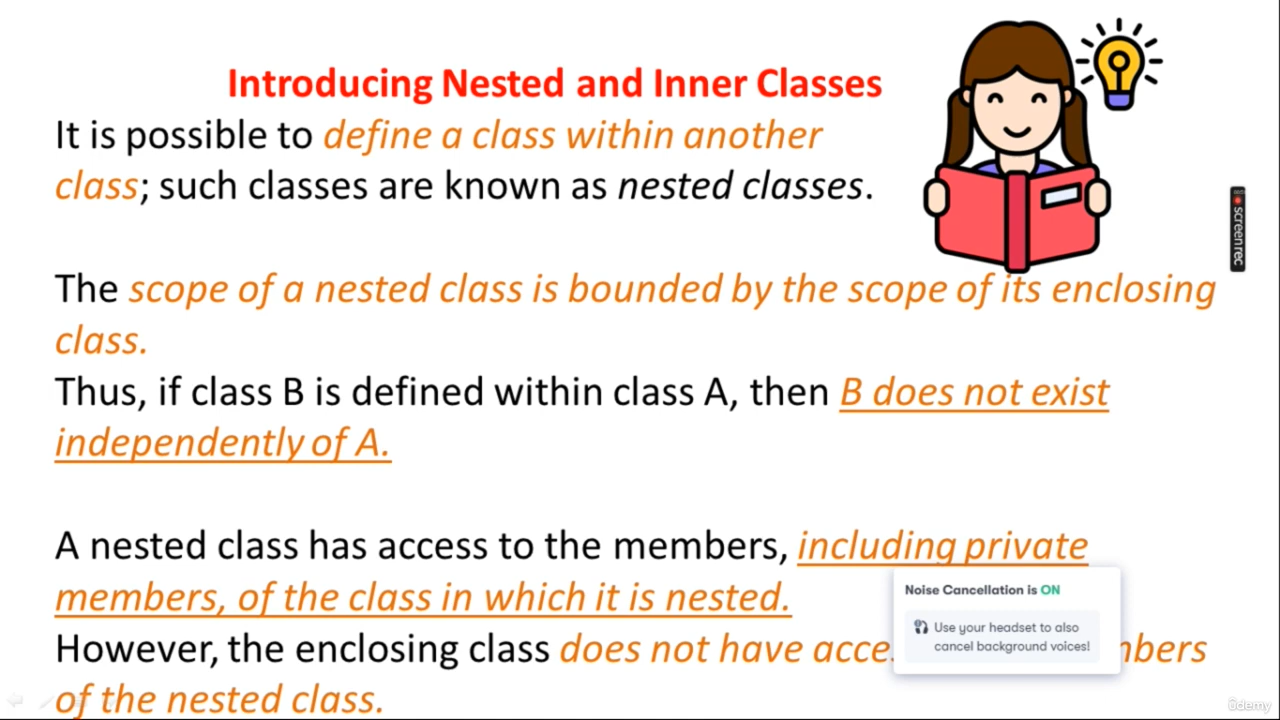 Introducing Nested and Inner Classes
It is possible to define a class within another
class; such classes are known as nested classes.
The scope of a nested class is bounded by the scope of its enclosing
class.
Thus, if class B is defined within class A, then B does not exist
independently of A.
A nested class has access to the members, including private
members, of the class in which it is nested.
However, the enclosing class does not have
of the nested class.
Noise Cancellation is ON
Use your headset to also
cancel background voices!
screenrec
ûdemy